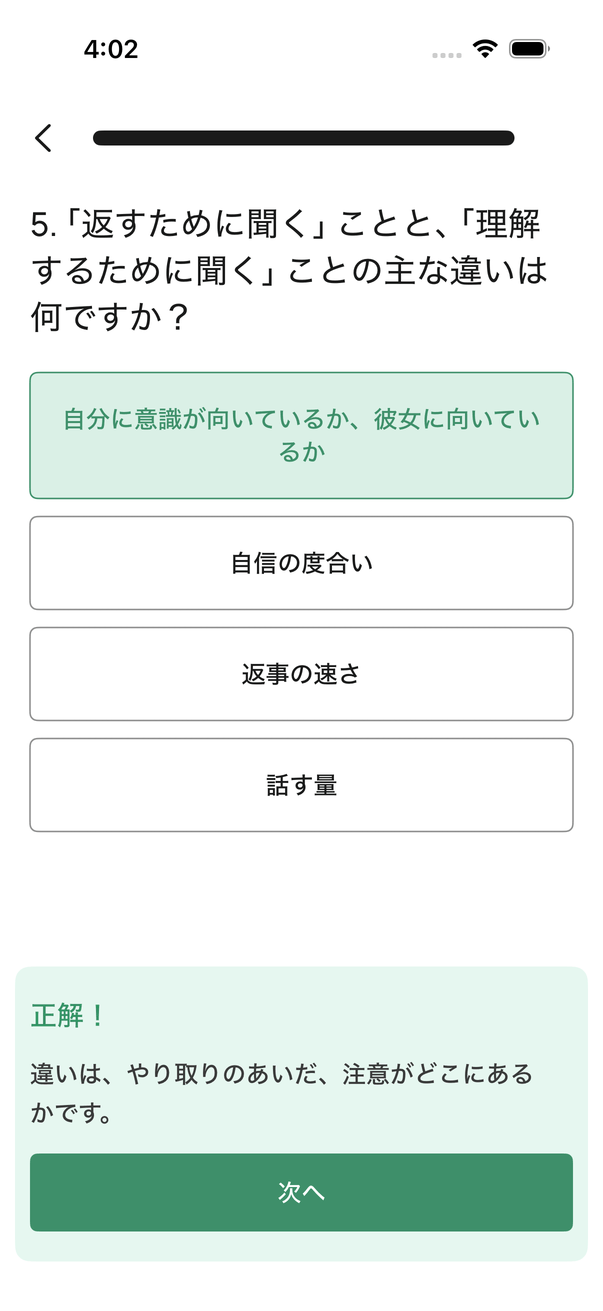 4:02
5.「返すために聞く」ことと、「理解
するために聞く」ことの主な違いは
何ですか？
自分に意識が向いているか、彼女に向いてい
るか
自信の度合い
返事の速さ
話す量
正解！
違いは、やり取りのあいだ、注意がどこにある
かです。
次へ